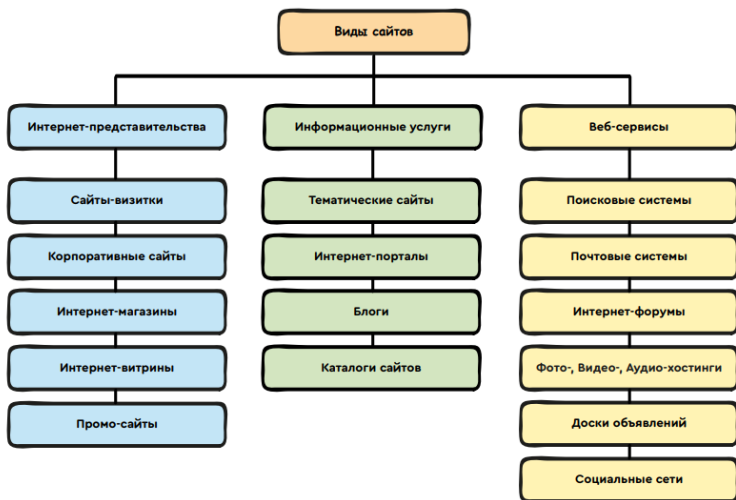 Виды сайтов
Интернет-представительства
Информационные услуги
Веб-сервисы
Сайты-визитки
Тематические сайты
Поисковые системы
Корпоративные сайты
Интернет-порталы
Почтовые системы
Интернет-магазины
Блоги
Интернет-форумы
Интернет-витрины
Каталоги сайтов
Фото-, Видео-, Аудио-хостинги
Промо-сайты
Доски объявлений
Социальные сети